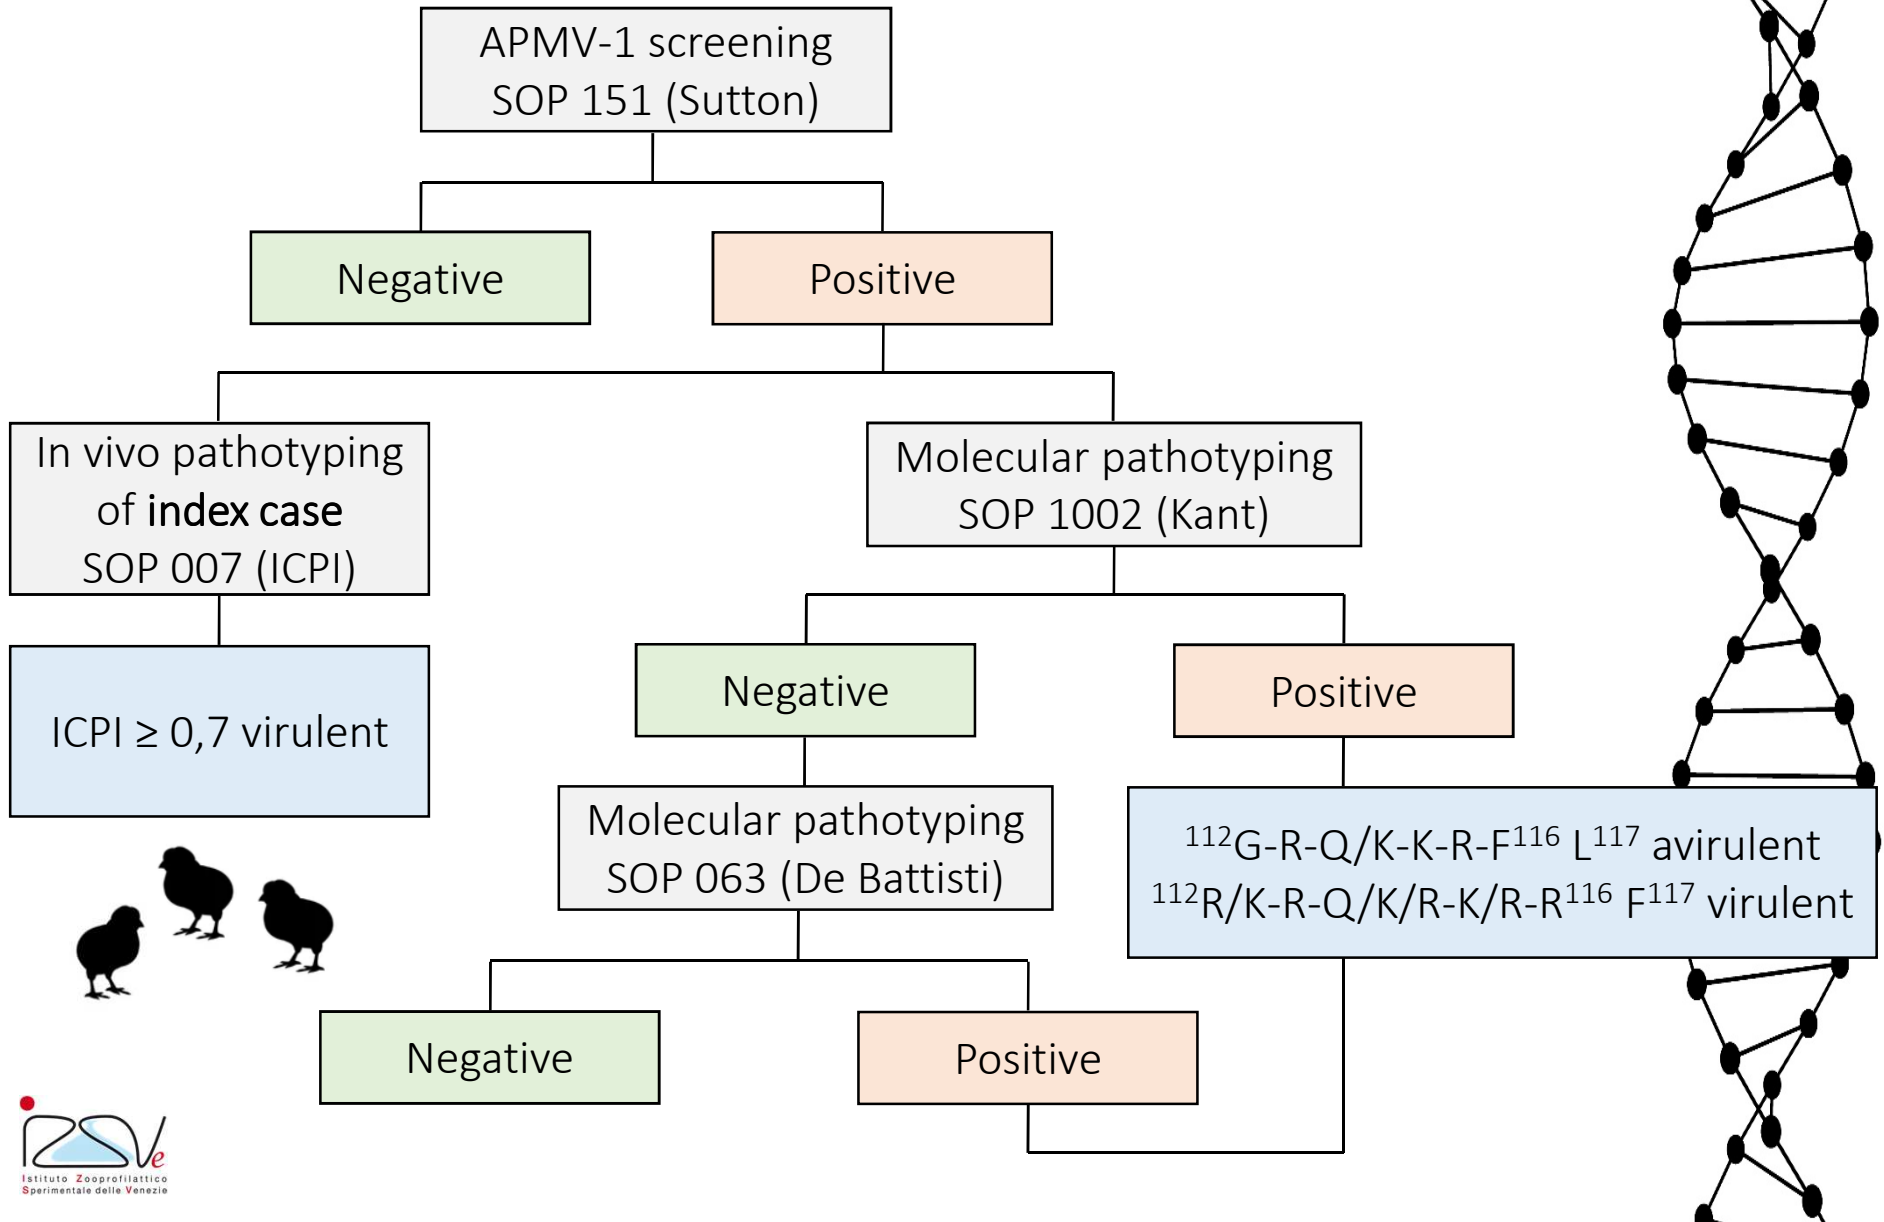 APMV-1 screening
SOP 151 (Sutton)
Negative
Positive
In vivo pathotyping
of index case
SOP 007 (ICPI)
Molecular pathotyping
SOP 1002 (Kant)
ICPI ≥ 0,7 virulent
Negative
Positive
Molecular pathotyping
SOP 063 (De Battisti)
¹¹²G-R-Q/K-K-R-F¹¹⁶ L¹¹⁷ avirulent
¹¹²R/K-R-Q/K/R-K/R-R¹¹⁶ F¹¹⁷ virulent
Negative
Positive
IZSVe
Istituto Zooprofilattico
Sperimentale delle Venezie